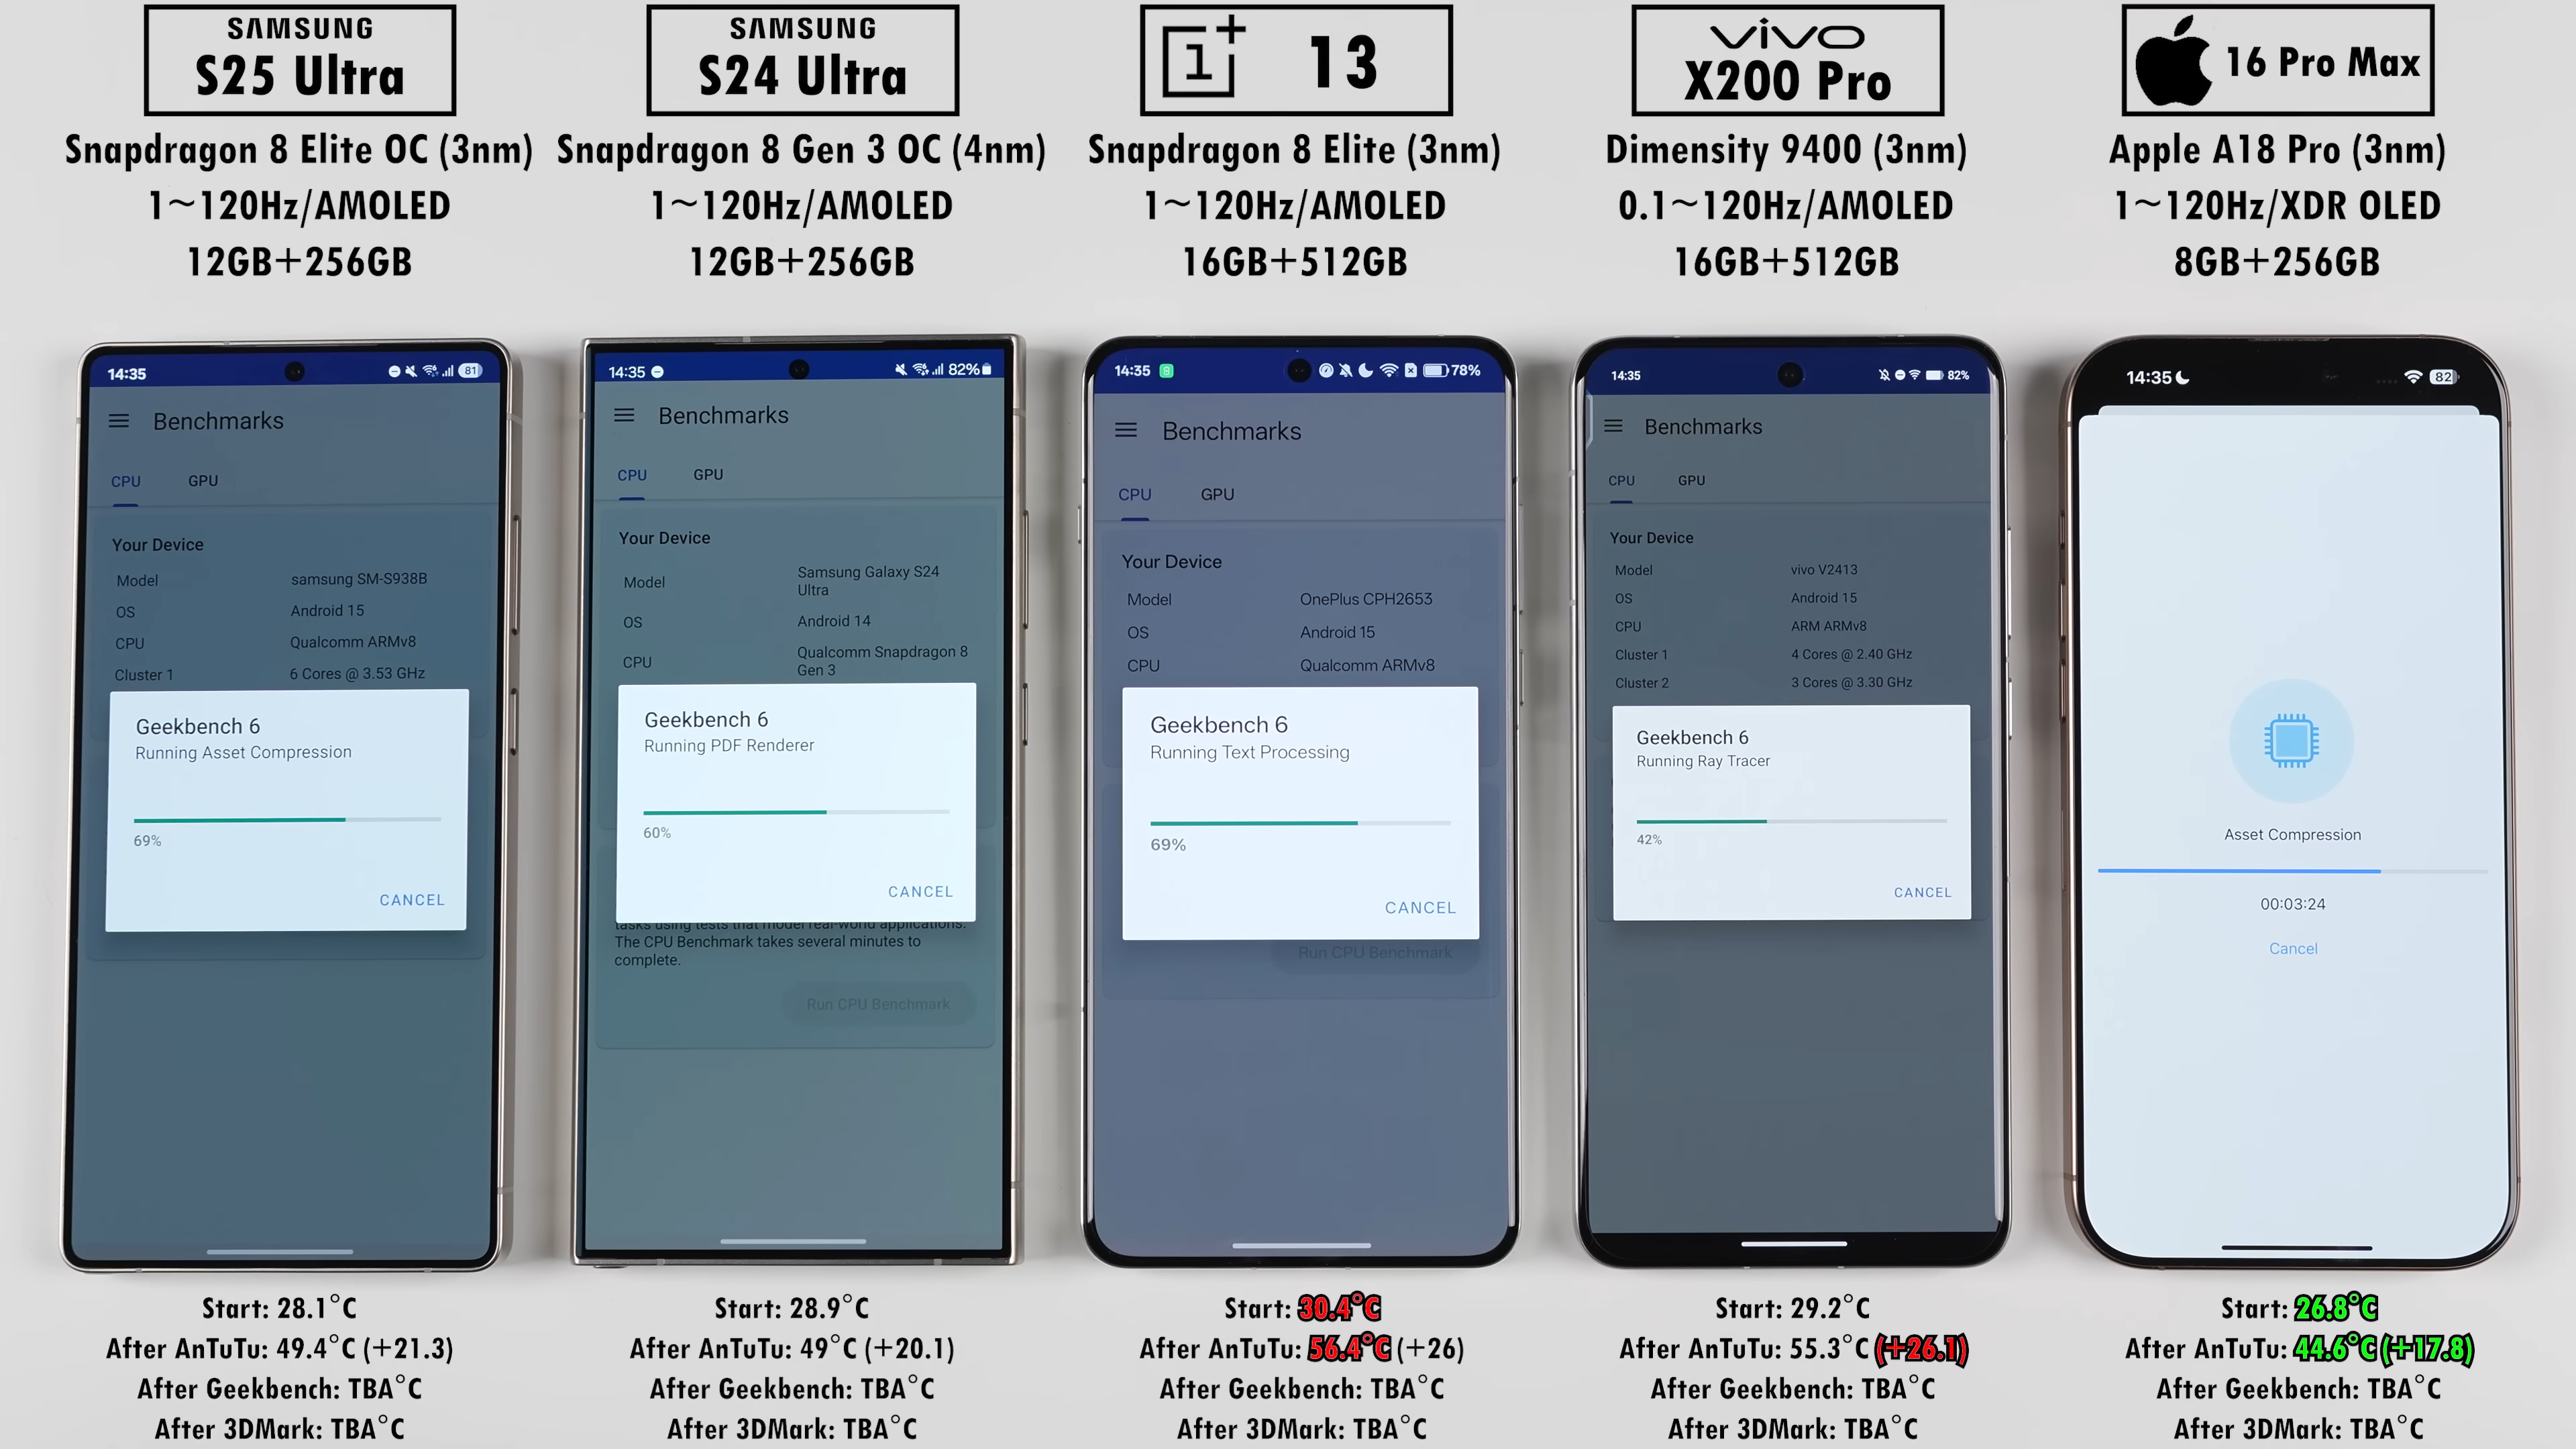 SAMSUNG
S25 Ultra
Snapdragon 8 Elite OC (3nm)
1~120Hz/AMOLED
12GB+256GB
SAMSUNG
S24 Ultra
Snapdragon 8 Gen 3 OC (4nm)
1~120Hz/AMOLED
12GB+256GB
1+ 13
Snapdragon 8 Elite (3nm)
1~120Hz/AMOLED
16GB+512GB
vivo
X200 Pro
Dimensity 9400 (3nm)
0.1~120Hz/AMOLED
16GB+512GB
16 Pro Max
Apple A18 Pro (3nm)
1~120Hz/XDR OLED
8GB+256GB
14:35 81
Benchmarks
CPU GPU
Your Device
Model samsung SM-S938B
OS Android 15
CPU Qualcomm ARMv8
Cluster 1 6 Cores @ 3.53 GHz
Geekbench 6
Running Asset Compression
69%
CANCEL
14:35 82%
Benchmarks
CPU GPU
Your Device
Model Samsung Galaxy S24
Ultra
OS Android 14
CPU Qualcomm Snapdragon 8
Gen 3
Geekbench 6
Running PDF Renderer
60%
CANCEL
tasks using tests that model real-world applications.
The CPU Benchmark takes several minutes to
complete.
Run CPU Benchmark
14:35 78%
Benchmarks
CPU GPU
Your Device
Model OnePlus CPH2653
OS Android 15
CPU Qualcomm ARMv8
Geekbench 6
Running Text Processing
69%
CANCEL
Run CPU Benchmark
14:35 82%
Benchmarks
CPU GPU
Your Device
Model vivo V2413
OS Android 15
CPU ARM ARMv8
Cluster 1 4 Cores @ 2.40 GHz
Cluster 2 3 Cores @ 3.30 GHz
Geekbench 6
Running Ray Tracer
42%
CANCEL
14:35 82
Asset Compression
00:03:24
Cancel
Start: 28.1°C
After AnTuTu: 49.4°C (+21.3)
After Geekbench: TBA°C
After 3DMark: TBA°C
Start: 28.9°C
After AnTuTu: 49°C (+20.1)
After Geekbench: TBA°C
After 3DMark: TBA°C
Start: 30.4°C
After AnTuTu: 56.4°C (+26)
After Geekbench: TBA°C
After 3DMark: TBA°C
Start: 29.2°C
After AnTuTu: 55.3°C (+26.1)
After Geekbench: TBA°C
After 3DMark: TBA°C
Start: 26.8°C
After AnTuTu: 44.6°C (+17.8)
After Geekbench: TBA°C
After 3DMark: TBA°C